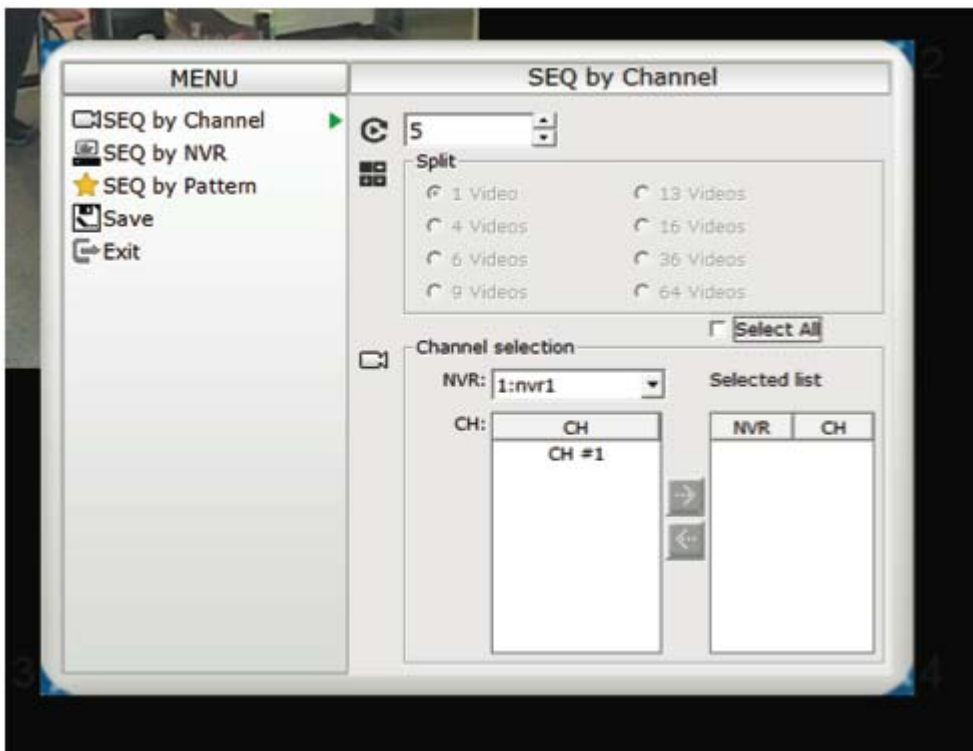 MENU
SEQ by Channel
SEQ by NVR
SEQ by Pattern
Save
Exit
SEQ by Channel
5
Split
1 Video
13 Videos
4 Videos
16 Videos
6 Videos
36 Videos
9 Videos
64 Videos
Select All
Channel selection
NVR: 1:nvr1
Selected list
CH:
CH
NVR CH
CH #1
2
3
4